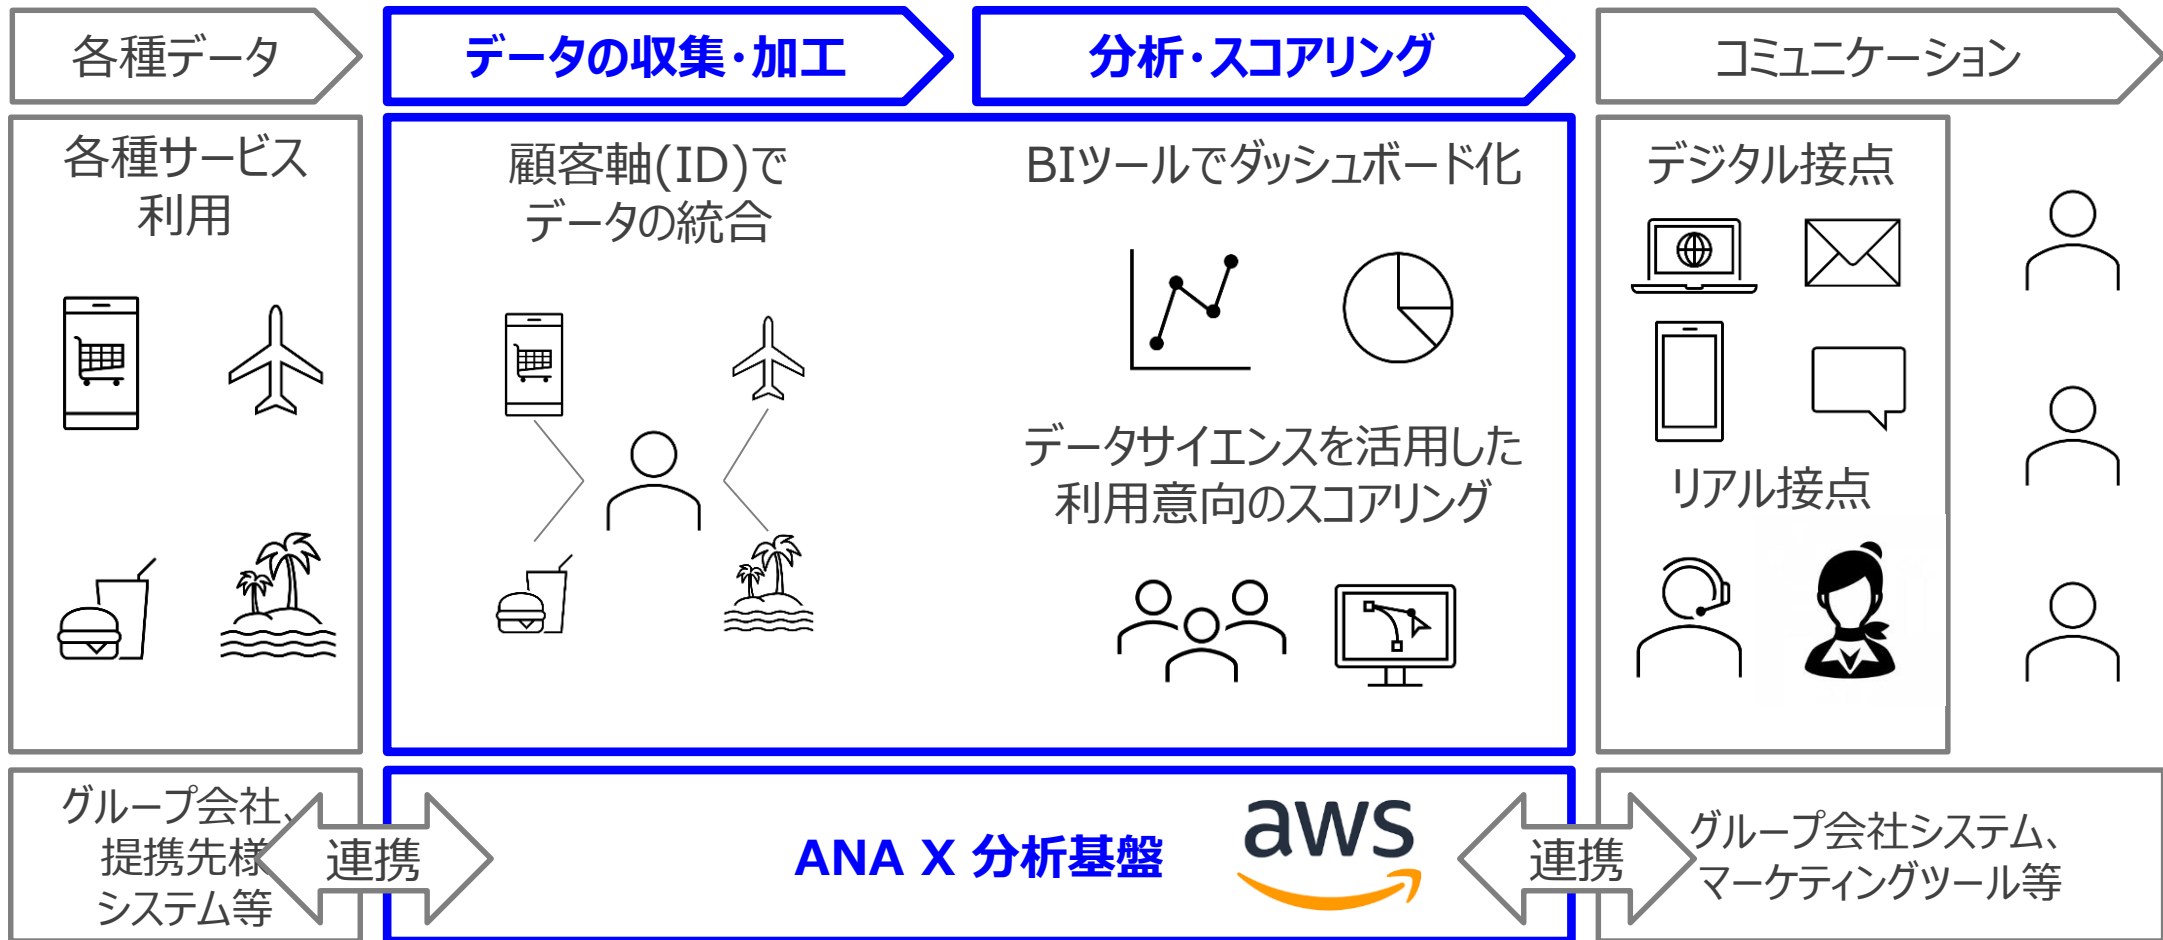 各種データ
データの収集・加工
分析・スコアリング
コミュニケーション
各種サービス
利用
顧客軸(ID)で
データの統合
BIツールでダッシュボード化
データサイエンスを活用した
利用意向のスコアリング
デジタル接点
リアル接点
グループ会社、
提携先様
システム等
連携
ANA X 分析基盤
aws
連携
グループ会社システム、
マーケティングツール等